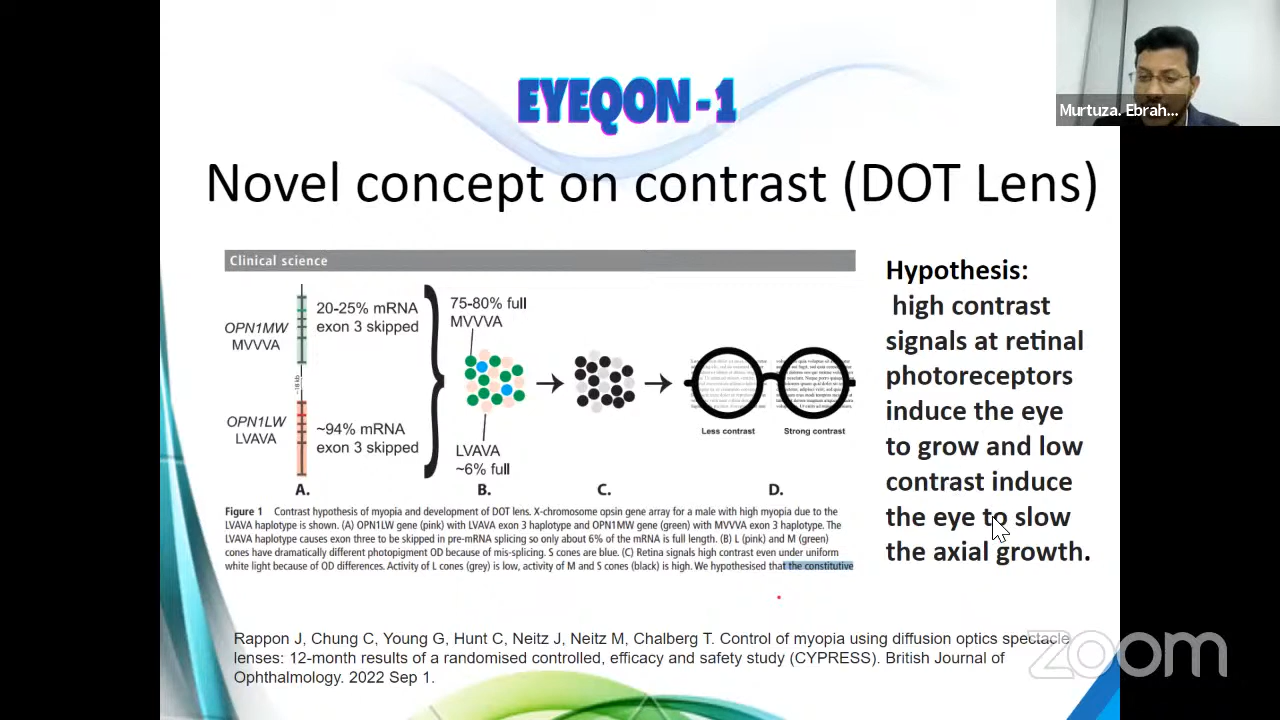 EYEQON-1
Murtuza. Ebrah...
Novel concept on contrast (DOT Lens)
Clinical science
OPN1MW
MVVVA
20-25% mRNA
exon 3 skipped
~18 kb
OPN1LW
LVAVA
~94% mRNA
exon 3 skipped
75-80% full
MVVVA
LVAVA
~6% full
Less contrast
Strong contrast
A.
B.
C.
D.
Figure 1 Contrast hypothesis of myopia and development of DOT lens. X-chromosome opsin gene array for a male with high myopia due to the
LVAVA haplotype is shown. (A) OPN1LW gene (pink) with LVAVA exon 3 haplotype and OPN1MW gene (green) with MVVVA exon 3 haplotype. The
LVAVA haplotype causes exon three to be skipped in pre-mRNA splicing so only about 6% of the mRNA is full length. (B) L (pink) and M (green)
cones have dramatically different photopigment OD because of mis-splicing. S cones are blue. (C) Retina signals high contrast even under uniform
white light because of OD differences. Activity of L cones (grey) is low, activity of M and S cones (black) is high. We hypothesised that the constitutive
Hypothesis:
high contrast
signals at retinal
photoreceptors
induce the eye
to grow and low
contrast induce
the eye to slow
the axial growth.
Rappon J, Chung C, Young G, Hunt C, Neitz J, Neitz M, Chalberg T. Control of myopia using diffusion optics spectacle
lenses: 12-month results of a randomised controlled, efficacy and safety study (CYPRESS). British Journal of
Ophthalmology. 2022 Sep 1.
zoom